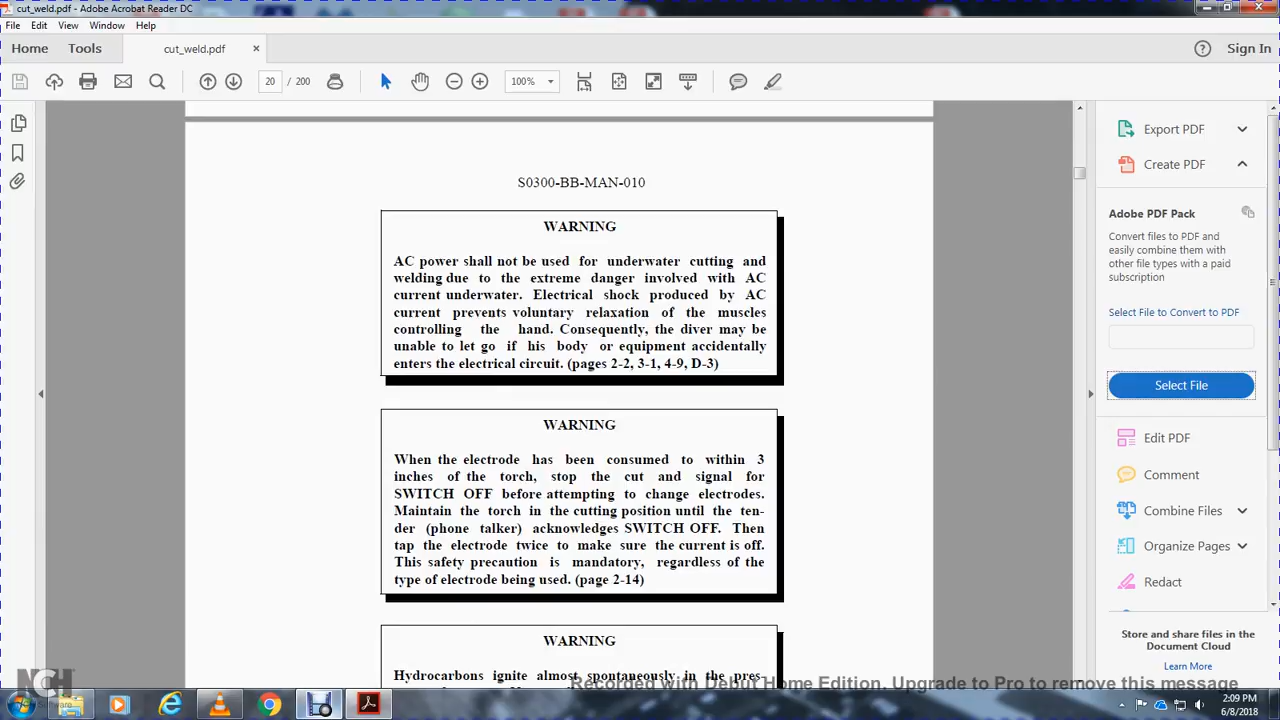 cut_weld.pdf - Adobe Acrobat Reader DC
File Edit View Window Help
Home Tools cut_weld.pdf × Sign In
20 / 200 100%
Export PDF
Create PDF
Adobe PDF Pack
Convert files to PDF and
easily combine them with
other file types with a paid
subscription
Select File to Convert to PDF
Select File
Edit PDF
Comment
Combine Files
Organize Pages
Redact
Store and share files in the
Document Cloud
Learn More
S0300-BB-MAN-010
WARNING
AC power shall not be used for underwater cutting and
welding due to the extreme danger involved with AC
current underwater. Electrical shock produced by AC
current prevents voluntary relaxation of the muscles
controlling the hand. Consequently, the diver may be
unable to let go if his body or equipment accidentally
enters the electrical circuit. (pages 2-2, 3-1, 4-9, D-3)
WARNING
When the electrode has been consumed to within 3
inches of the torch, stop the cut and signal for
SWITCH OFF before attempting to change electrodes.
Maintain the torch in the cutting position until the ten-
der (phone talker) acknowledges SWITCH OFF. Then
tap the electrode twice to make sure the current is off.
This safety precaution is mandatory, regardless of the
type of electrode being used. (page 2-14)
WARNING
Hydrocarbons ignite almost spontaneously in the pres-
NCH
Software
Recorded with Debut Home Edition. Upgrade to Pro to remove this message
2:09 PM
6/8/2018